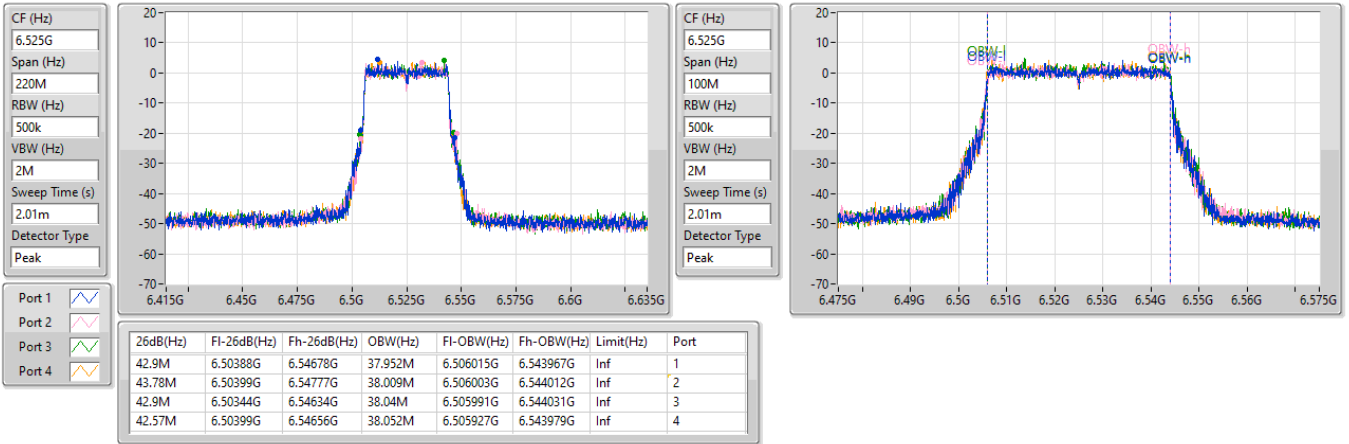 CF (Hz)
6.525G
Span (Hz)
220M
RBW (Hz)
500k
VBW (Hz)
2M
Sweep Time (s)
2.01m
Detector Type
Peak
Port 1
Port 2
Port 3
Port 4
20-
10-
0-
-10-
-20-
-30-
-40-
-50-
-60-
-70-
6.415G 6.45G 6.475G 6.5G 6.525G 6.55G 6.575G 6.6G 6.635G
CF (Hz)
6.525G
Span (Hz)
100M
RBW (Hz)
500k
VBW (Hz)
2M
Sweep Time (s)
2.01m
Detector Type
Peak
20-
10-
0-
-10-
-20-
-30-
-40-
-50-
-60-
-70-
OBW-l
OBW-h
OBW-h
6.475G 6.49G 6.5G 6.51G 6.52G 6.53G 6.54G 6.55G 6.56G 6.575G
26dB(Hz) Fl-26dB(Hz) Fh-26dB(Hz) OBW(Hz) Fl-OBW(Hz) Fh-OBW(Hz) Limit(Hz) Port
42.9M 6.50388G 6.54678G 37.952M 6.506015G 6.543967G Inf 1
43.78M 6.50399G 6.54777G 38.009M 6.506003G 6.544012G Inf 2
42.9M 6.50344G 6.54634G 38.04M 6.505991G 6.544031G Inf 3
42.57M 6.50399G 6.54656G 38.052M 6.505927G 6.543979G Inf 4